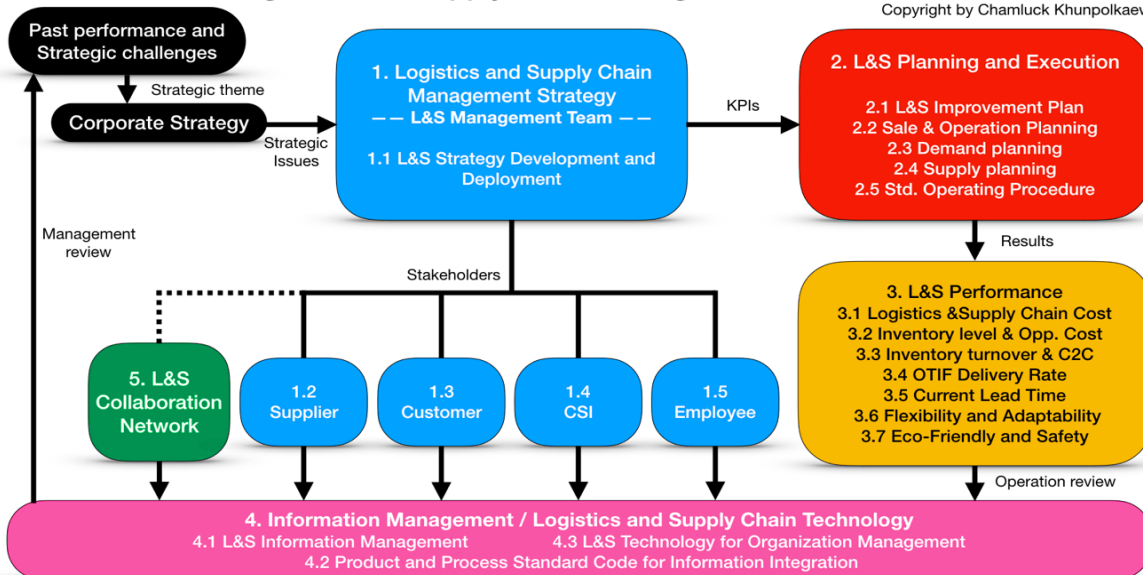 Copyright by Chamluck Khunpolkaew
Past performance and
Strategic challenges
Strategic theme
Corporate Strategy
Strategic
Issues
1. Logistics and Supply Chain
Management Strategy
—— L&S Management Team ——
1.1 L&S Strategy Development and
Deployment
KPIs
2. L&S Planning and Execution
2.1 L&S Improvement Plan
2.2 Sale & Operation Planning
2.3 Demand planning
2.4 Supply planning
2.5 Std. Operating Procedure
Results
Management
review
Stakeholders
5. L&S
Collaboration
Network
1.2
Supplier
1.3
Customer
1.4
CSI
1.5
Employee
3. L&S Performance
3.1 Logistics &Supply Chain Cost
3.2 Inventory level & Opp. Cost
3.3 Inventory turnover & C2C
3.4 OTIF Delivery Rate
3.5 Current Lead Time
3.6 Flexibility and Adaptability
3.7 Eco-Friendly and Safety
Operation review
4. Information Management / Logistics and Supply Chain Technology
4.1 L&S Information Management 4.3 L&S Technology for Organization Management
4.2 Product and Process Standard Code for Information Integration